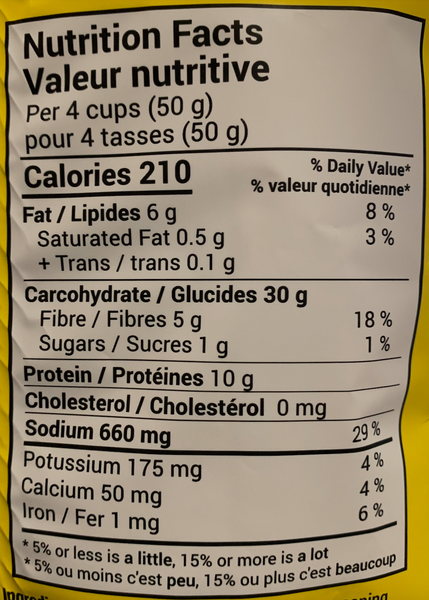 Nutrition Facts
Valeur nutritive
Per 4 cups (50 g)
pour 4 tasses (50 g)
Calories 210
% Daily Value*
% valeur quotidienne*
Fat / Lipides 6 g 8 %
Saturated Fat 0.5 g 3 %
+ Trans / trans 0.1 g
Carcohydrate / Glucides 30 g
Fibre / Fibres 5 g 18 %
Sugars / Sucres 1 g 1 %
Protein / Protéines 10 g
Cholesterol / Cholestérol 0 mg
Sodium 660 mg 29 %
Potussium 175 mg 4 %
Calcium 50 mg 4 %
Iron / Fer 1 mg 6 %
* 5% or less is a little, 15% or more is a lot
* 5% ou moins c'est peu, 15% ou plus c'est beaucoup